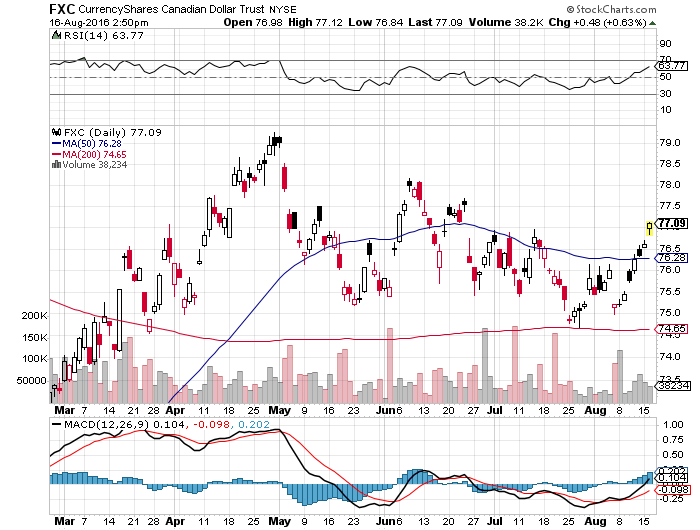 FXC CurrencyShares Canadian Dollar Trust NYSE © StockCharts.com
16-Aug-2016 2:50pm Open 76.98 High 77.12 Low 76.84 Last 77.09 Volume 38.2K Chg +0.48 (+0.63%)
RSI(14) 63.77
90
70
63.77
50
30
10
FXC (Daily) 77.09
MA(50) 76.28
MA(200) 74.65
Volume 38,234
79.0
78.5
78.0
77.5
77.09
76.5
76.28
76.0
75.5
75.0
74.65
74.0
73.5
38234
200K
150K
100K
50000
Mar 7 14 21 28 Apr 11 18 25 May 9 16 23 Jun 6 13 20 27 Jul 11 18 25 Aug 8 15
MACD(12,26,9) 0.104, -0.098, 0.202
1.00
0.75
0.50
0.202
0.104
-0.098
-0.25
Mar 7 14 21 28 Apr 11 18 25 May 9 16 23 Jun 6 13 20 27 Jul 11 18 25 Aug 8 15